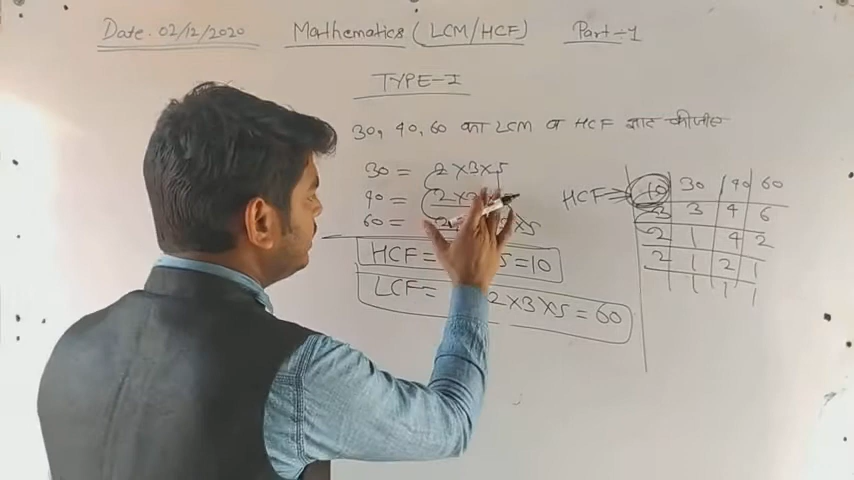 Date. 02/12/2020 Mathematics (LCM/HCF) Part-1
TYPE-I
30, 40, 60 का LCM व HCF ज्ञात कीजीए
30 = 2×3×5
40 = 2×
60 = 2 ×5
HCF= 5=10
LCF= 2×3×5=60
HCF⇒ 10 30 40 60
3 3 4 6
2 1 4 2
2 1 2 1
1 1 1